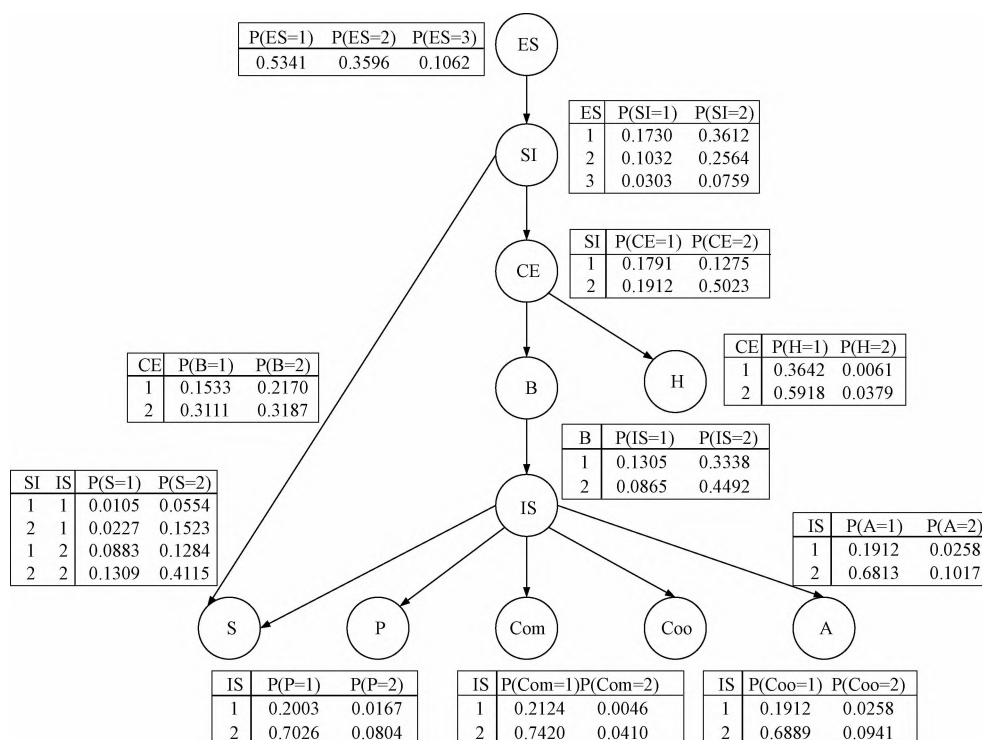 P(ES=1) P(ES=2) P(ES=3)
0.5341 0.3596 0.1062
ES
ES P(SI=1) P(SI=2)
1 0.1730 0.3612
2 0.1032 0.2564
3 0.0303 0.0759
SI
SI P(CE=1) P(CE=2)
1 0.1791 0.1275
2 0.1912 0.5023
CE
CE P(H=1) P(H=2)
1 0.3642 0.0061
2 0.5918 0.0379
H
CE P(B=1) P(B=2)
1 0.1533 0.2170
2 0.3111 0.3187
B
B P(IS=1) P(IS=2)
1 0.1305 0.3338
2 0.0865 0.4492
SI IS P(S=1) P(S=2)
1 1 0.0105 0.0554
2 1 0.0227 0.1523
1 2 0.0883 0.1284
2 2 0.1309 0.4115
IS
IS P(A=1) P(A=2)
1 0.1912 0.0258
2 0.6813 0.1017
S P Com Coo A
IS P(P=1) P(P=2)
1 0.2003 0.0167
2 0.7026 0.0804
IS P(Com=1)P(Com=2)
1 0.2124 0.0046
2 0.7420 0.0410
IS P(Coo=1) P(Coo=2)
1 0.1912 0.0258
2 0.6889 0.0941